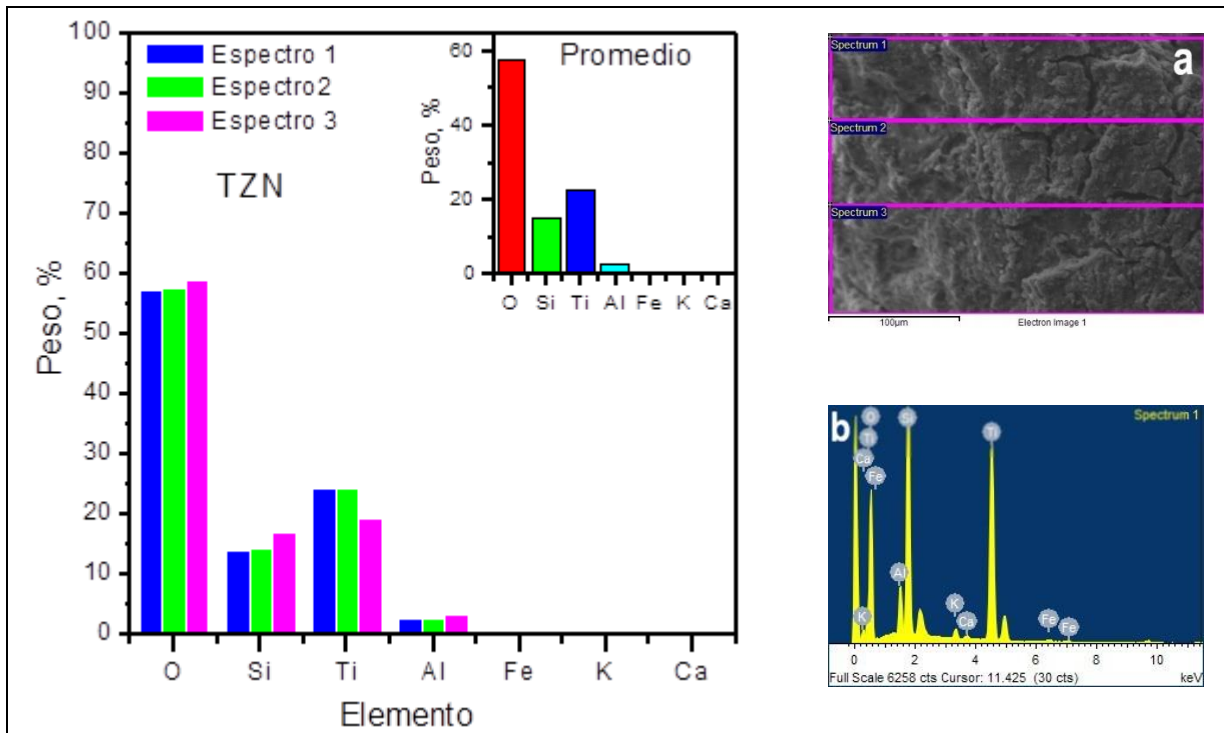 100
90
80
70
60
50
40
30
20
10
0
Peso, %
Espectro 1
Espectro2
Espectro 3
TZN
O Si Ti Al Fe K Ca
Elemento
Promedio
60
40
20
0
Peso, %
O Si Ti Al Fe K Ca
a
Spectrum 1
Spectrum 2
Spectrum 3
100µm Electron Image 1
b
Spectrum 1
O
Ti
Ca
Fe
K
Al
Si
K
Ca
Ti
Fe
Fe
0 2 4 6 8 10
Full Scale 6258 cts Cursor: 11.425 (30 cts) keV